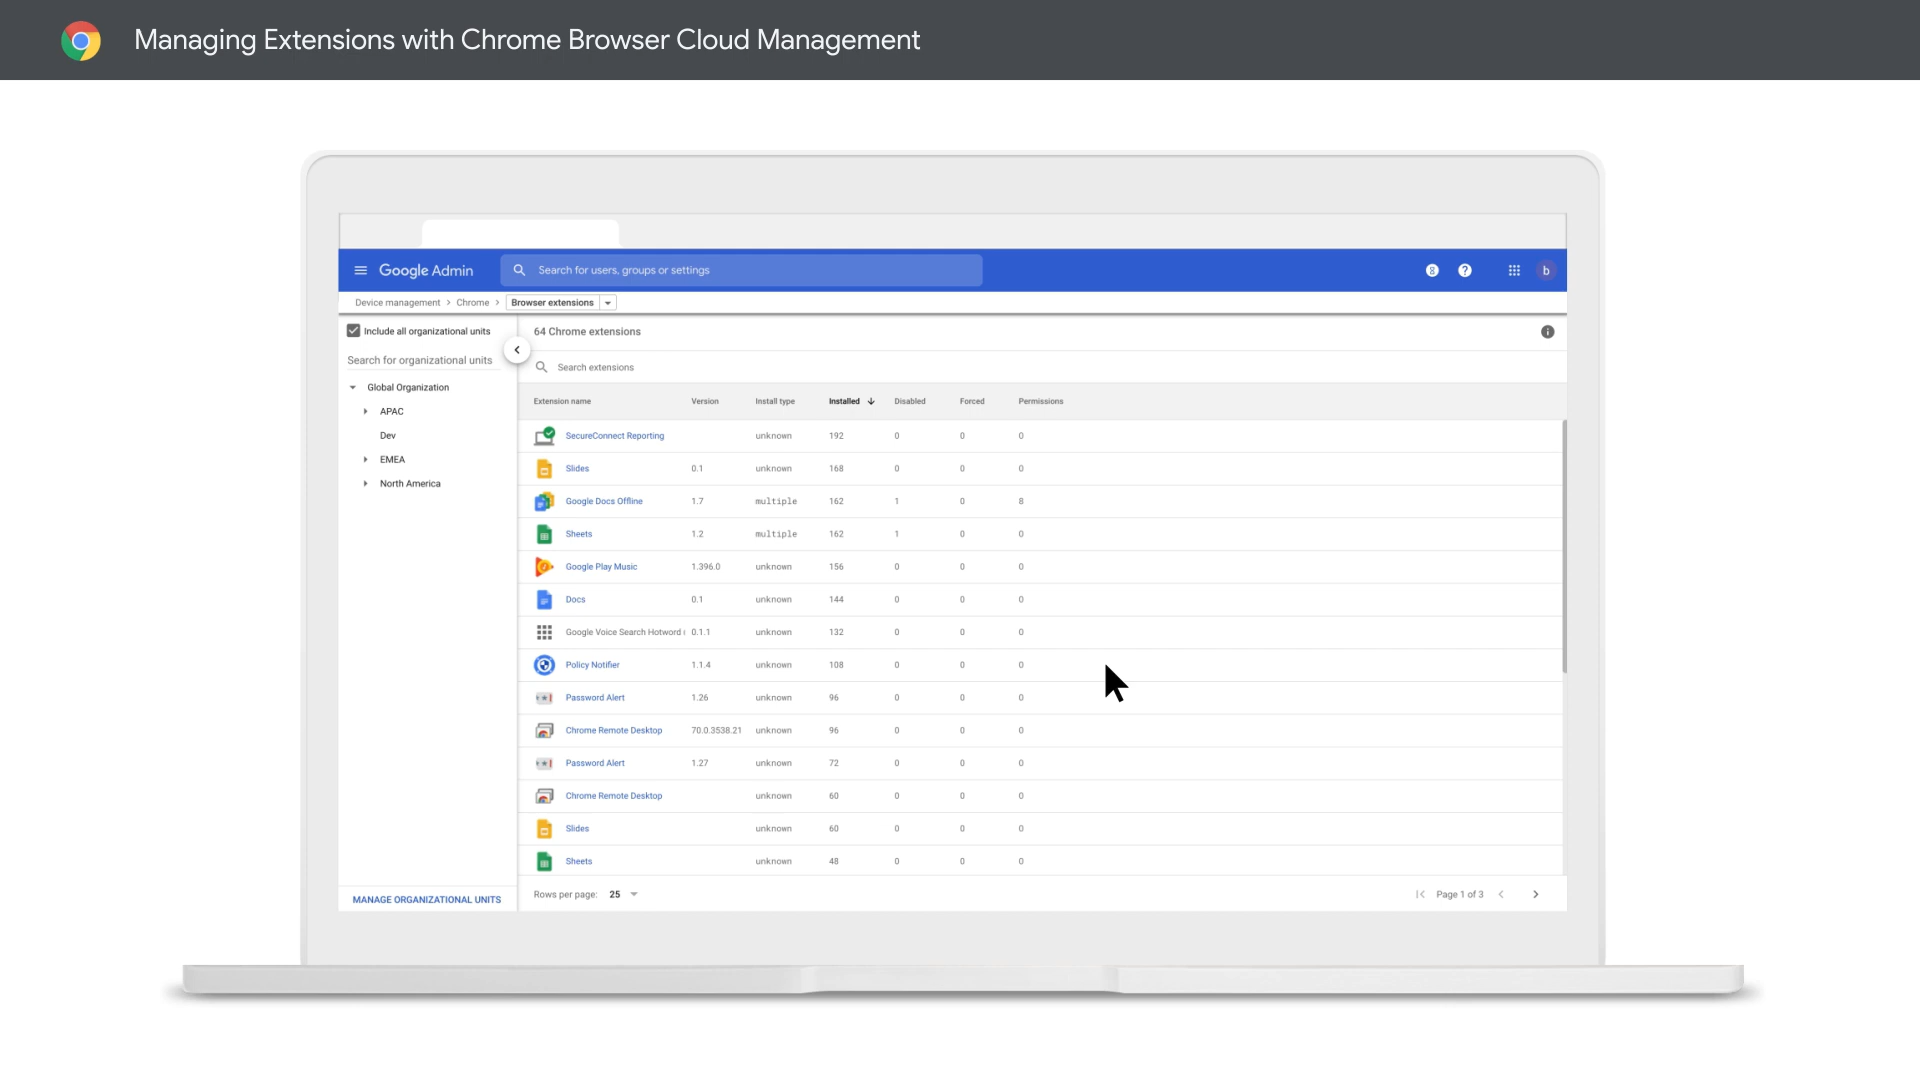 Managing Extensions with Chrome Browser Cloud Management
Google Admin
Search for users, groups or settings
8
?
b
Device management > Chrome > Browser extensions
Include all organizational units
Search for organizational units
Global Organization
APAC
Dev
EMEA
North America
MANAGE ORGANIZATIONAL UNITS
64 Chrome extensions
Search extensions
Extension name Version Install type Installed Disabled Forced Permissions
SecureConnect Reporting unknown 192 0 0 0
Slides 0.1 unknown 168 0 0 0
Google Docs Offline 1.7 multiple 162 1 0 8
Sheets 1.2 multiple 162 1 0 0
Google Play Music 1.396.0 unknown 156 0 0 0
Docs 0.1 unknown 144 0 0 0
Google Voice Search Hotword ( 0.1.1 unknown 132 0 0 0
Policy Notifier 1.1.4 unknown 108 0 0 0
Password Alert 1.26 unknown 96 0 0 0
Chrome Remote Desktop 70.0.3538.21 unknown 96 0 0 0
Password Alert 1.27 unknown 72 0 0 0
Chrome Remote Desktop unknown 60 0 0 0
Slides unknown 60 0 0 0
Sheets unknown 48 0 0 0
Rows per page: 25
Page 1 of 3